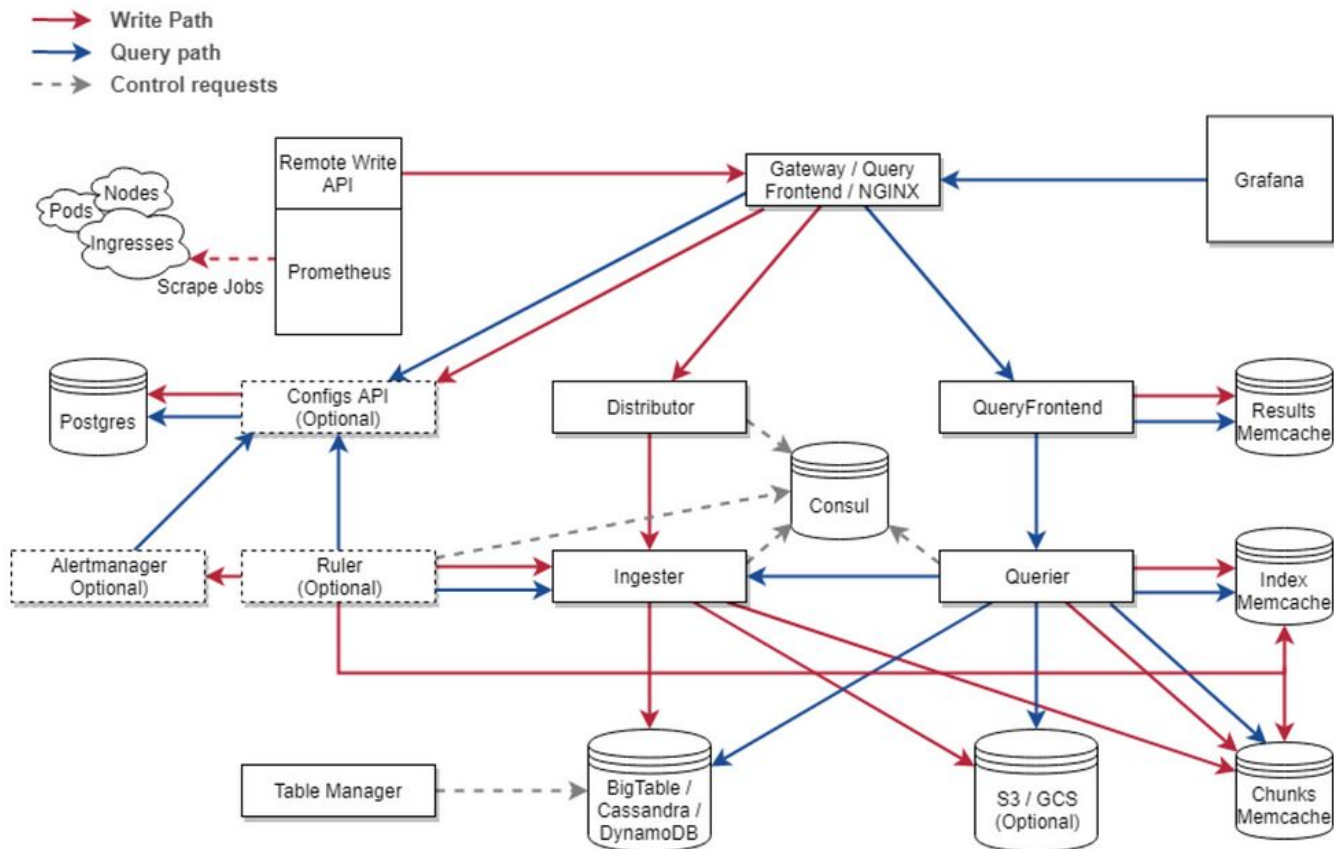 Write Path
Query path
Control requests
Remote Write
API
Gateway / Query
Frontend / NGINX
Grafana
Nodes
Pods
Ingresses
Prometheus
Scrape Jobs
Postgres
Configs API
(Optional)
Distributor
QueryFrontend
Results
Memcache
Consul
Alertmanager
Optional)
Ruler
(Optional)
Ingester
Querier
Index
Memcache
Table Manager
BigTable /
Cassandra /
DynamoDB
S3 / GCS
(Optional)
Chunks
Memcache